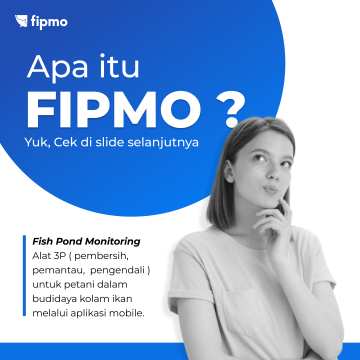 fipmo
Apa itu
FIPMO ?
Yuk, Cek di slide selanjutnya
Fish Pond Monitoring
Alat 3P ( pembersih,
pemantau, pengendali )
untuk petani dalam
budidaya kolam ikan
melalui aplikasi mobile.